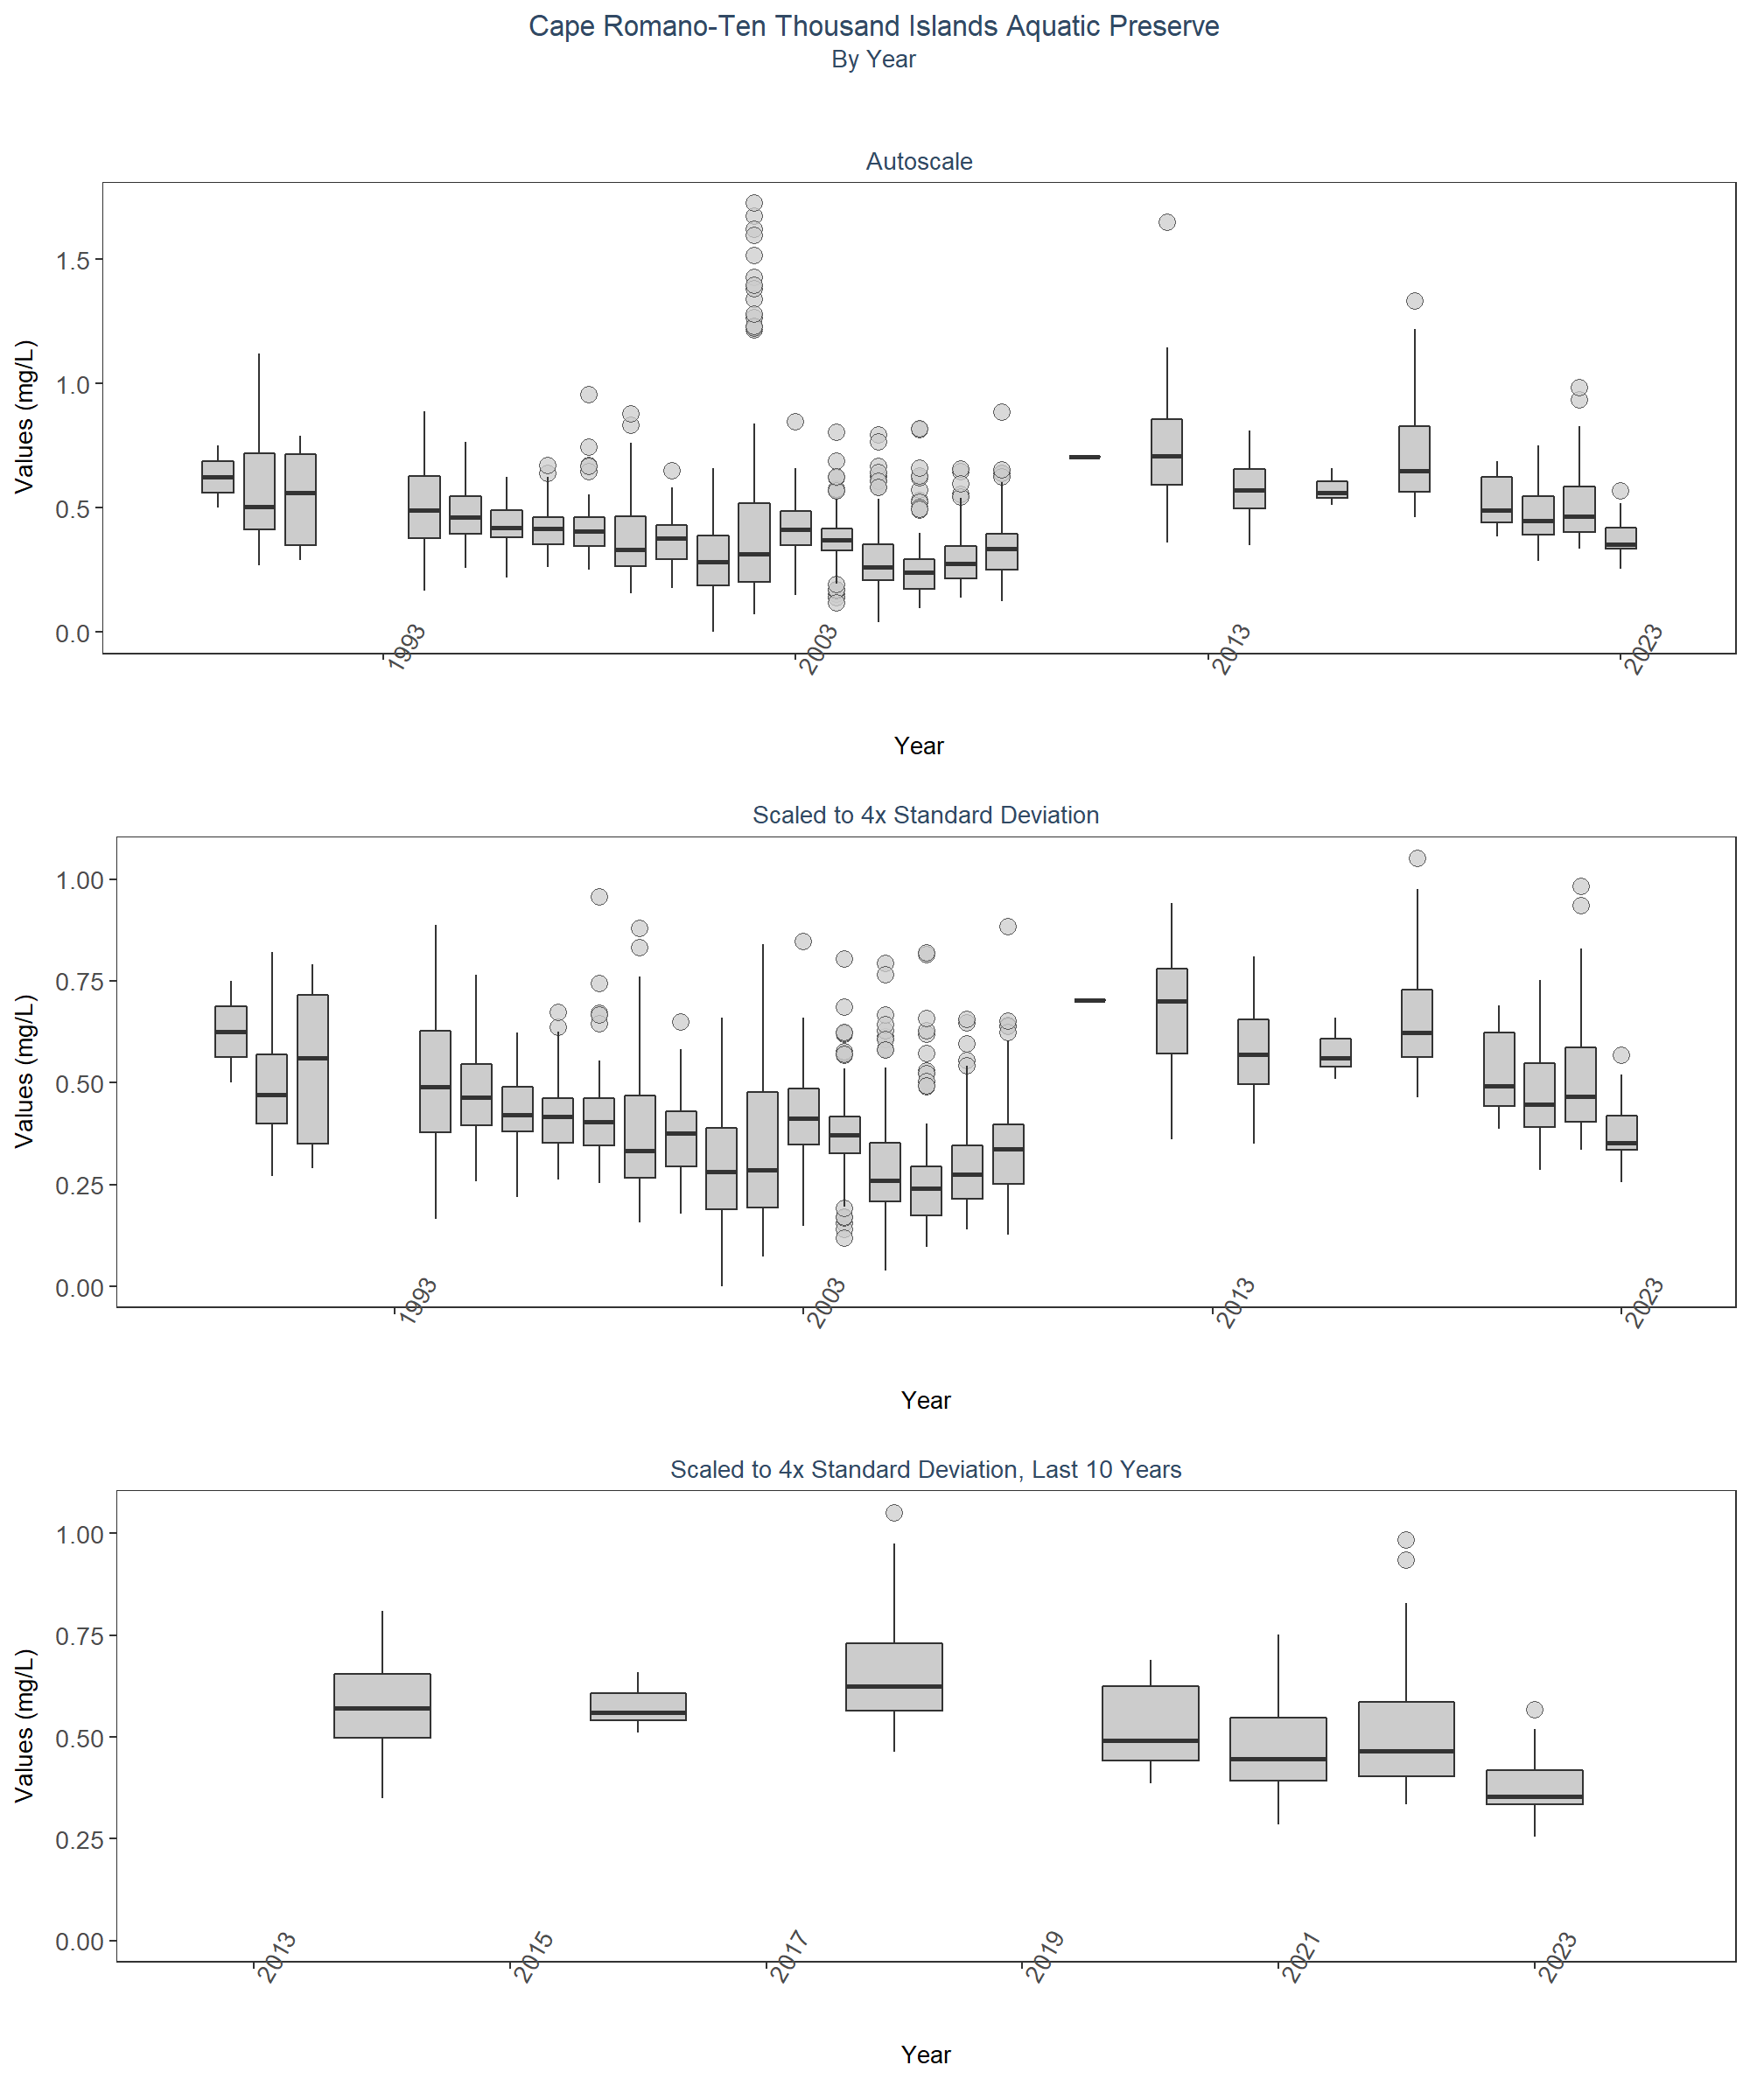 Cape Romano-Ten Thousand Islands Aquatic Preserve
By Year
Autoscale
Values (mg/L)
1.5
1.0
0.5
0.0
1993
2003
2013
2023
Year
Scaled to 4x Standard Deviation
Values (mg/L)
1.00
0.75
0.50
0.25
0.00
1993
2003
2013
2023
Year
Scaled to 4x Standard Deviation, Last 10 Years
Values (mg/L)
1.00
0.75
0.50
0.25
0.00
2013
2015
2017
2019
2021
2023
Year